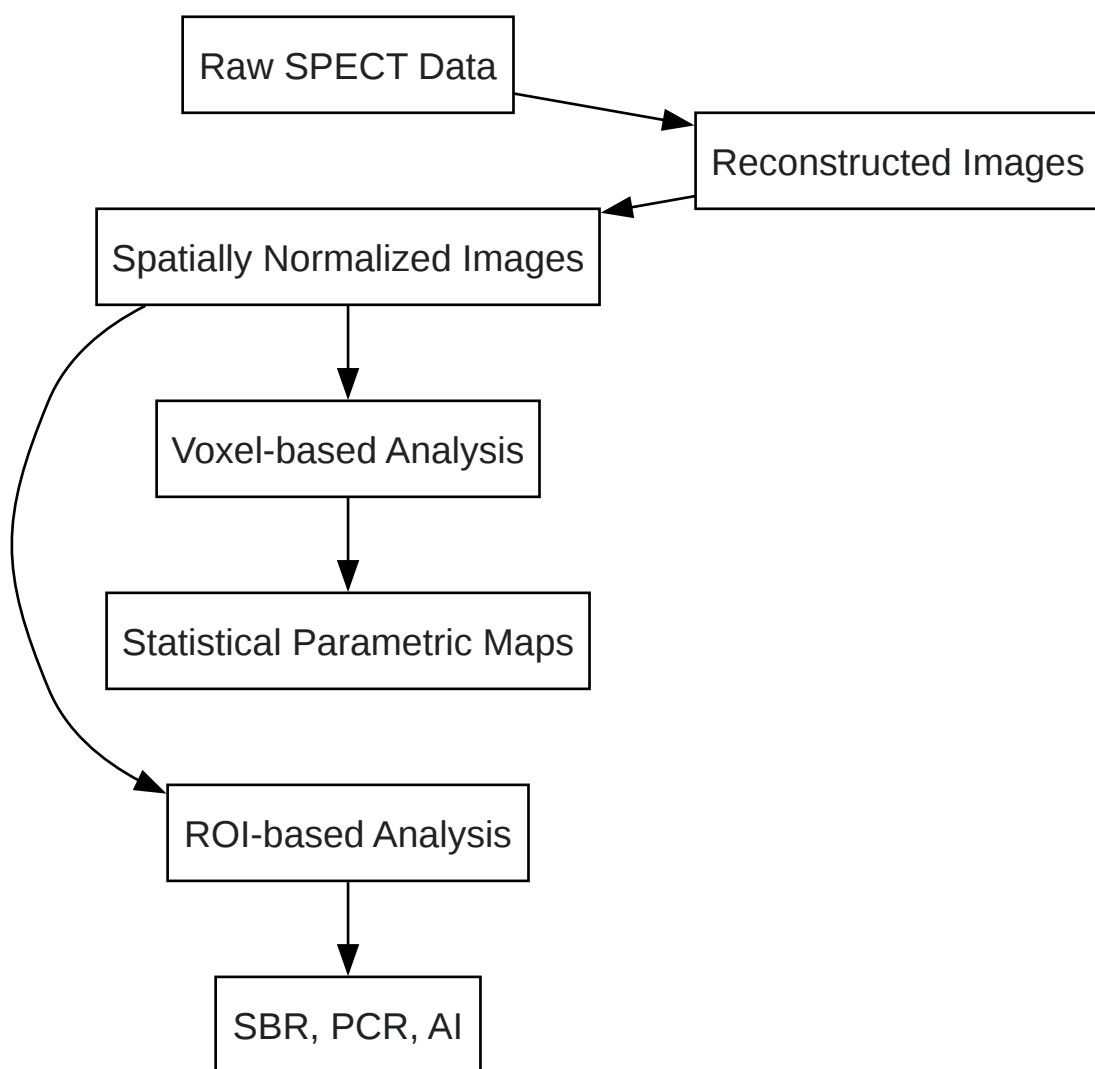 Raw SPECT Data
Reconstructed Images
Spatially Normalized Images
Voxel-based Analysis
Statistical Parametric Maps
ROI-based Analysis
SBR, PCR, AI